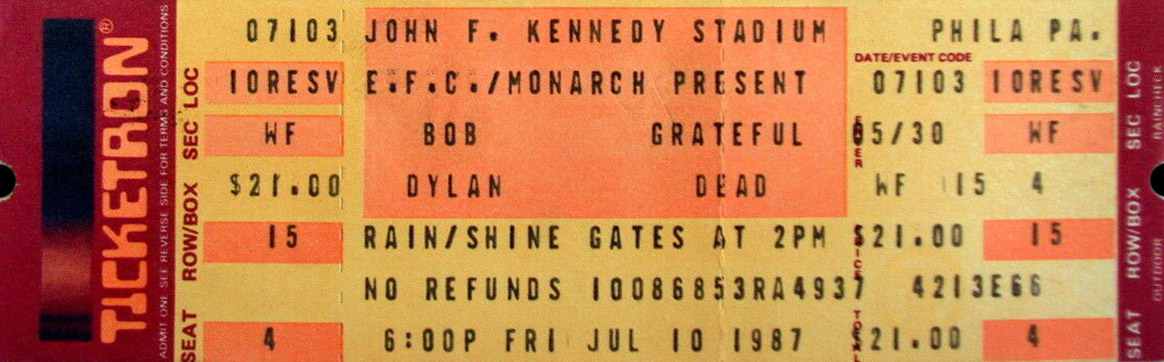 TICKETRON®
ADMIT ONE SEE REVERSE SIDE FOR TERMS AND CONDITIONS
SEAT ROW/BOX SEC LOC
07103 JOHN F. KENNEDY STADIUM PHILA PA.
DATE/EVENT CODE
10RESV E.F.C./MONARCH PRESENT 07103 10RESV
WF BOB GRATEFUL 05/30 WF
$21.00 DYLAN DEAD WF 15 4
15 RAIN/SHINE GATES AT 2PM $21.00 15
NO REFUNDS 10086853RA4937 4213E66
4 6:00P FRI JUL 10 1987 $21.00 4
SEAT ROW/BOX SEC LOC
OUTDOOR RAINCHECK